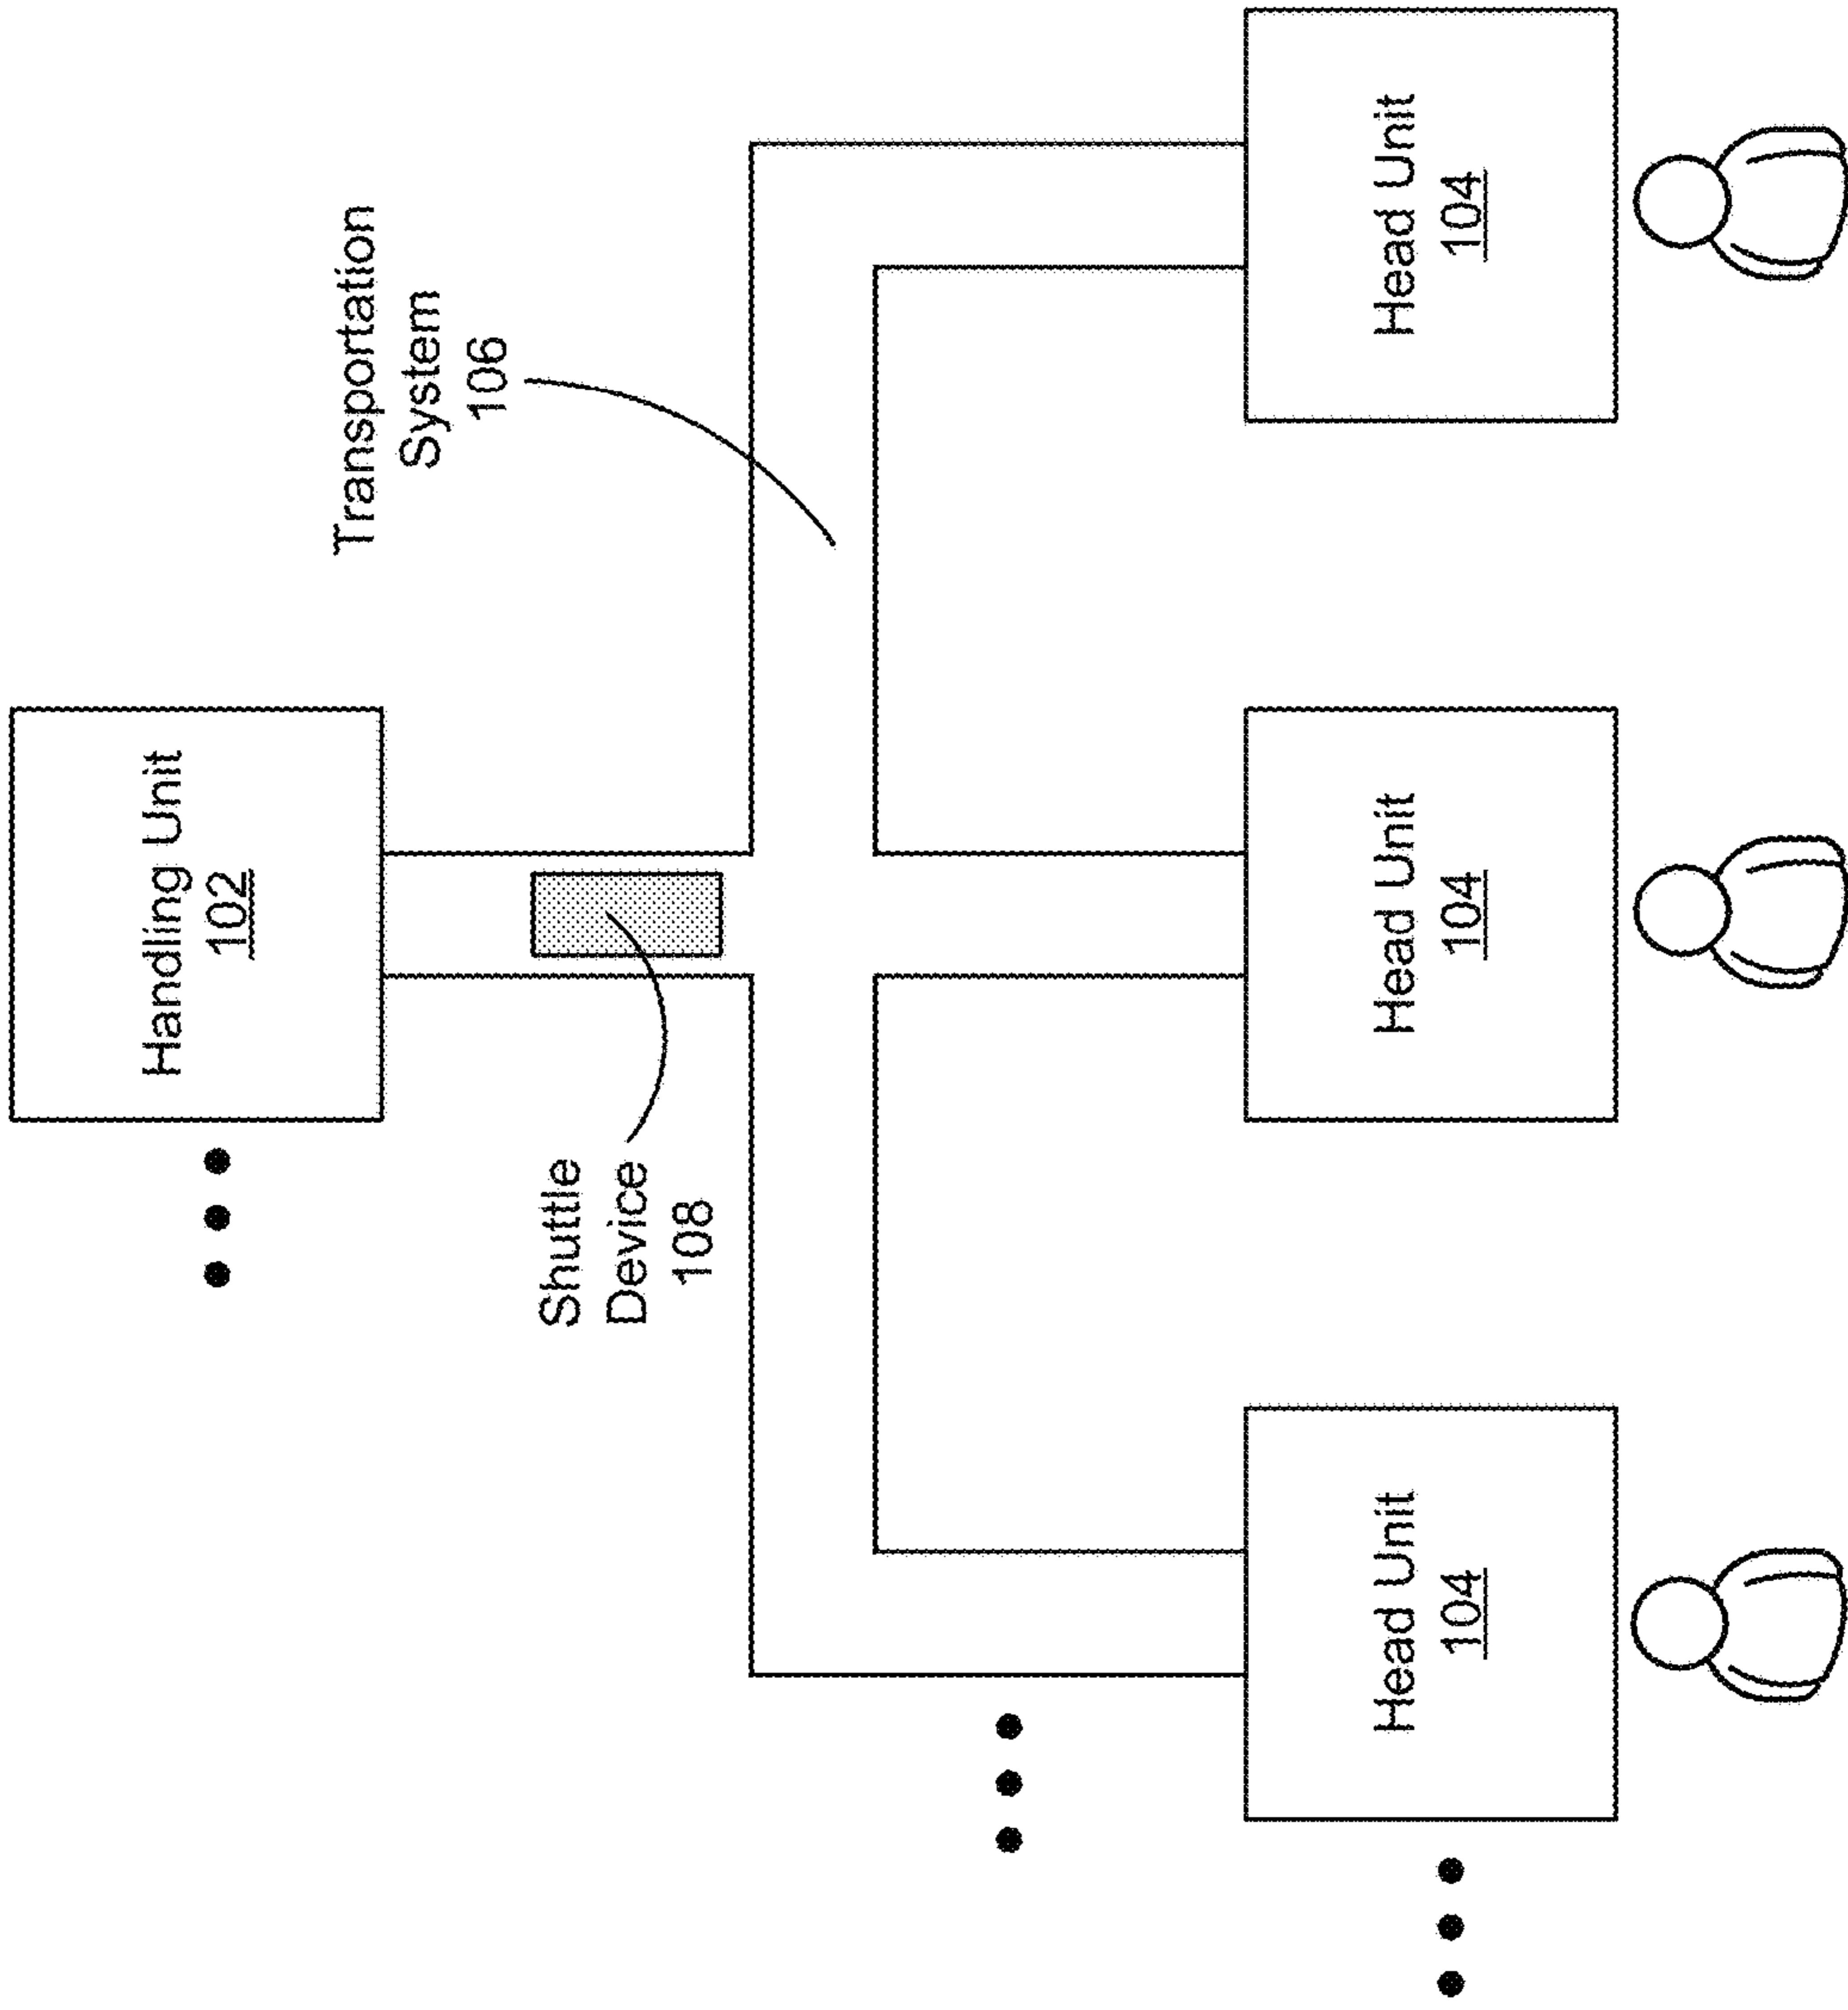 Handling Unit
102
Transportation
System
106
Shuttle
Device
108
Head Unit
104
Head Unit
104
Head Unit
104